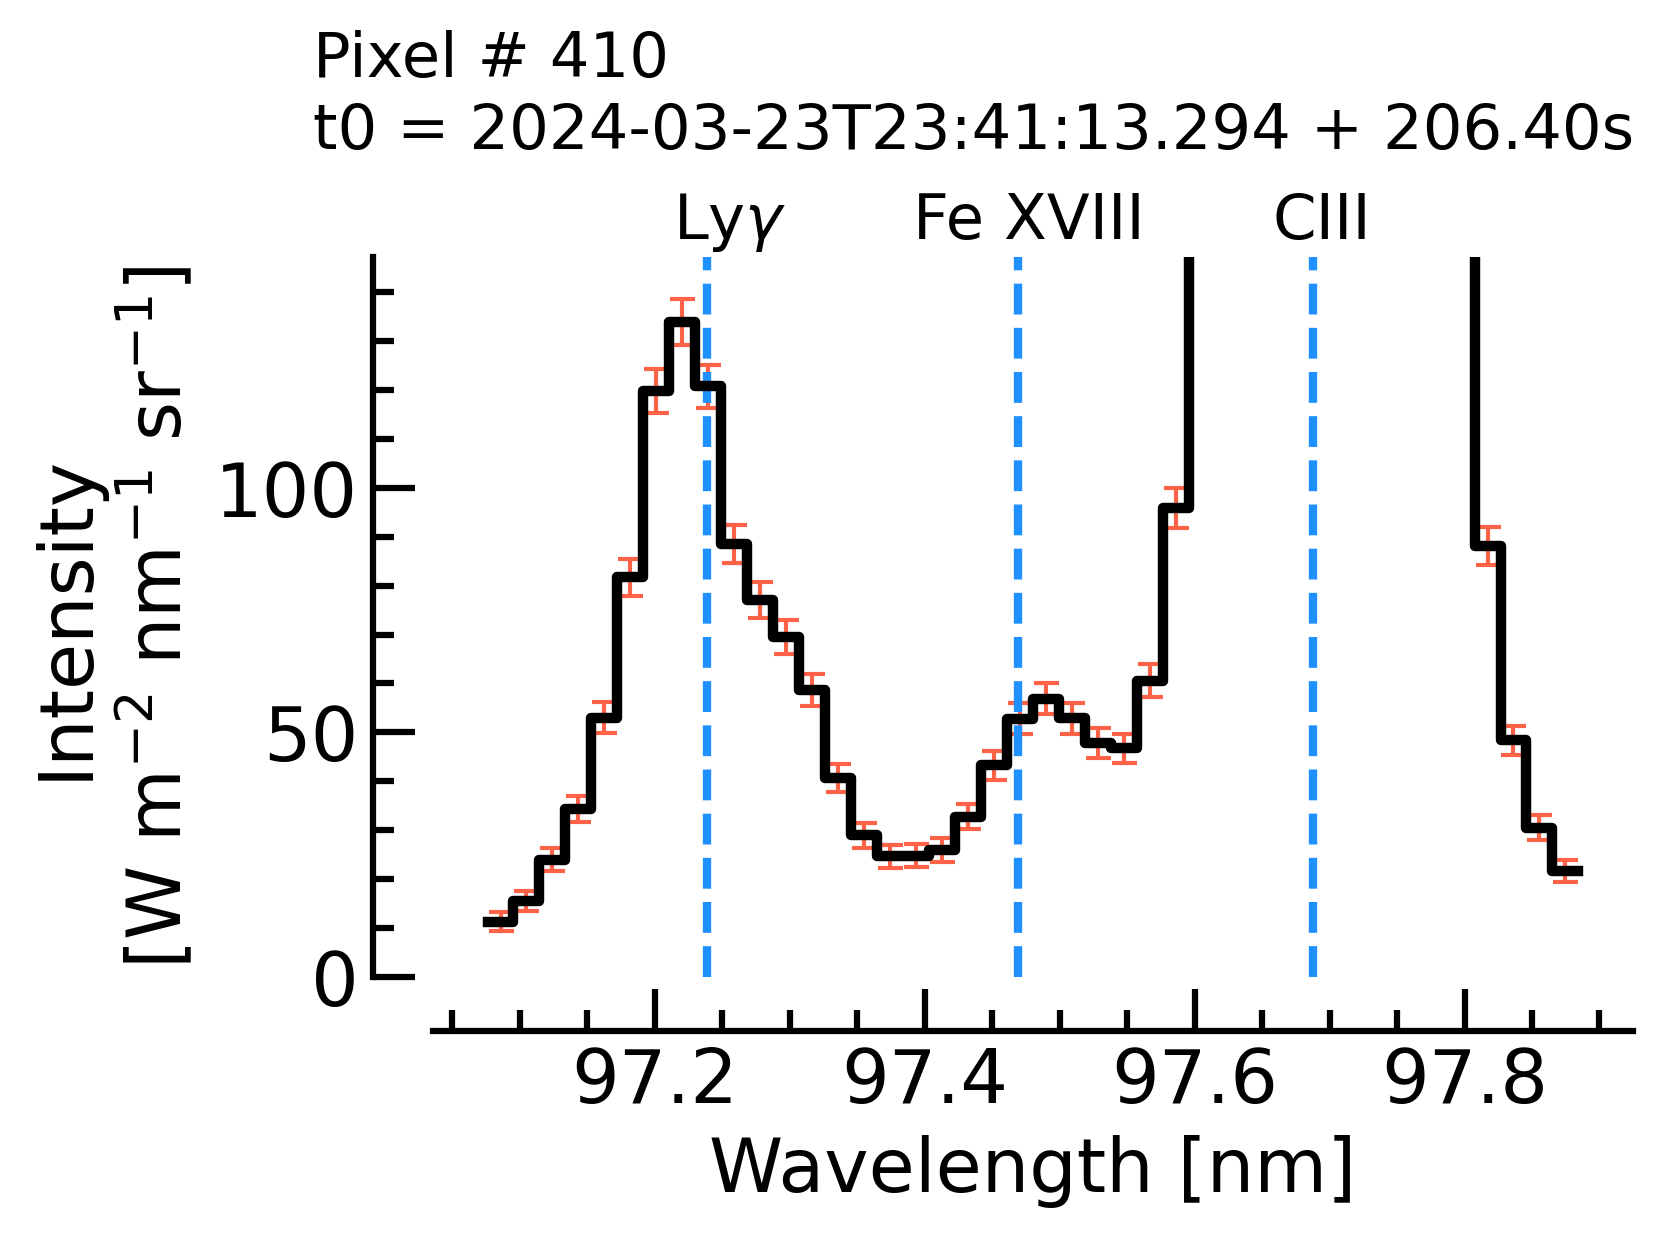 Pixel # 410
t0 = 2024-03-23T23:41:13.294 + 206.40s
Lyγ Fe XVIII CIII
Intensity
[W m⁻² nm⁻¹ sr⁻¹]
100
50
0
97.2 97.4 97.6 97.8
Wavelength [nm]